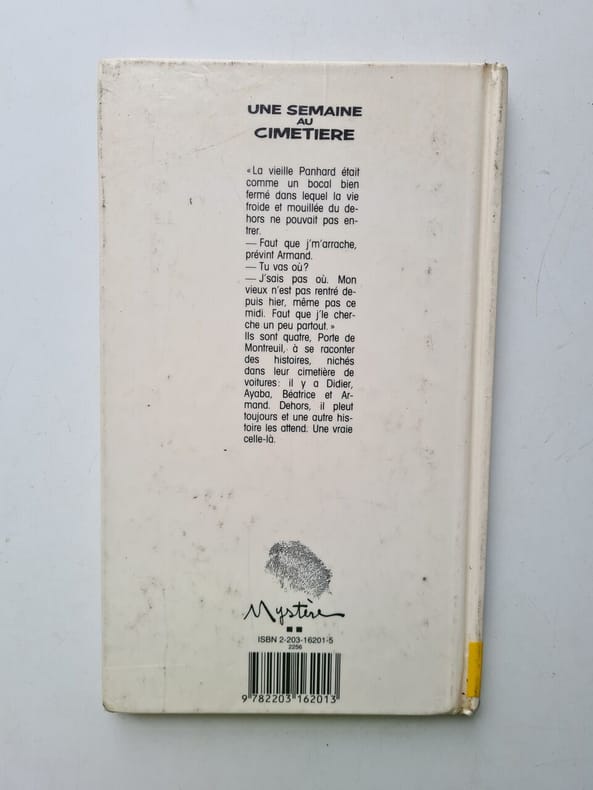 UNE SEMAINE
AU
CIMETIERE
«La vieille Panhard était
comme un bocal bien
fermé dans lequel la vie
froide et mouillée du de-
hors ne pouvait pas en-
trer.
— Faut que j'm'arrache,
prévint Armand.
— Tu vas où?
— J'sais pas où. Mon
vieux n'est pas rentré de-
puis hier, même pas ce
midi. Faut que j'le cher-
che un peu partout.»
Ils sont quatre, Porte de
Montreuil, à se raconter
des histoires, nichés
dans leur cimetière de
voitures: il y a Didier,
Ayaba, Béatrice et Ar-
mand. Dehors, il pleut
toujours et une autre his-
toire les attend. Une vraie
celle-là.
Mystère
ISBN 2-203-16201-5
2256
9 782203 162013